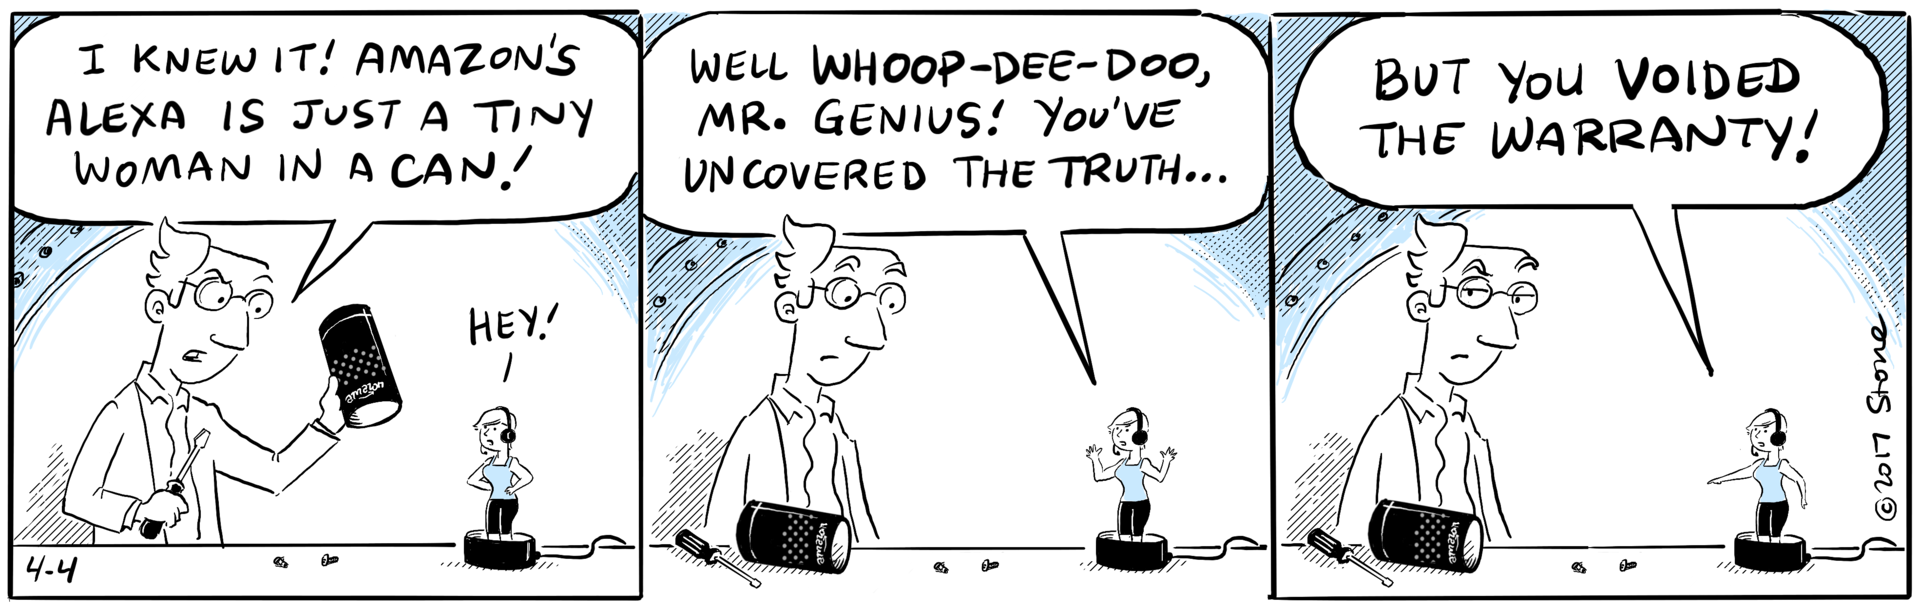 I KNEW IT! AMAZON'S
ALEXA IS JUST A TINY
WOMAN IN A CAN!
HEY!
amazon
4-4
WELL WHOOP-DEE-DOO,
MR. GENIUS! YOU'VE
UNCOVERED THE TRUTH...
amazon
BUT YOU VOIDED
THE WARRANTY!
amazon
©2017 Stone